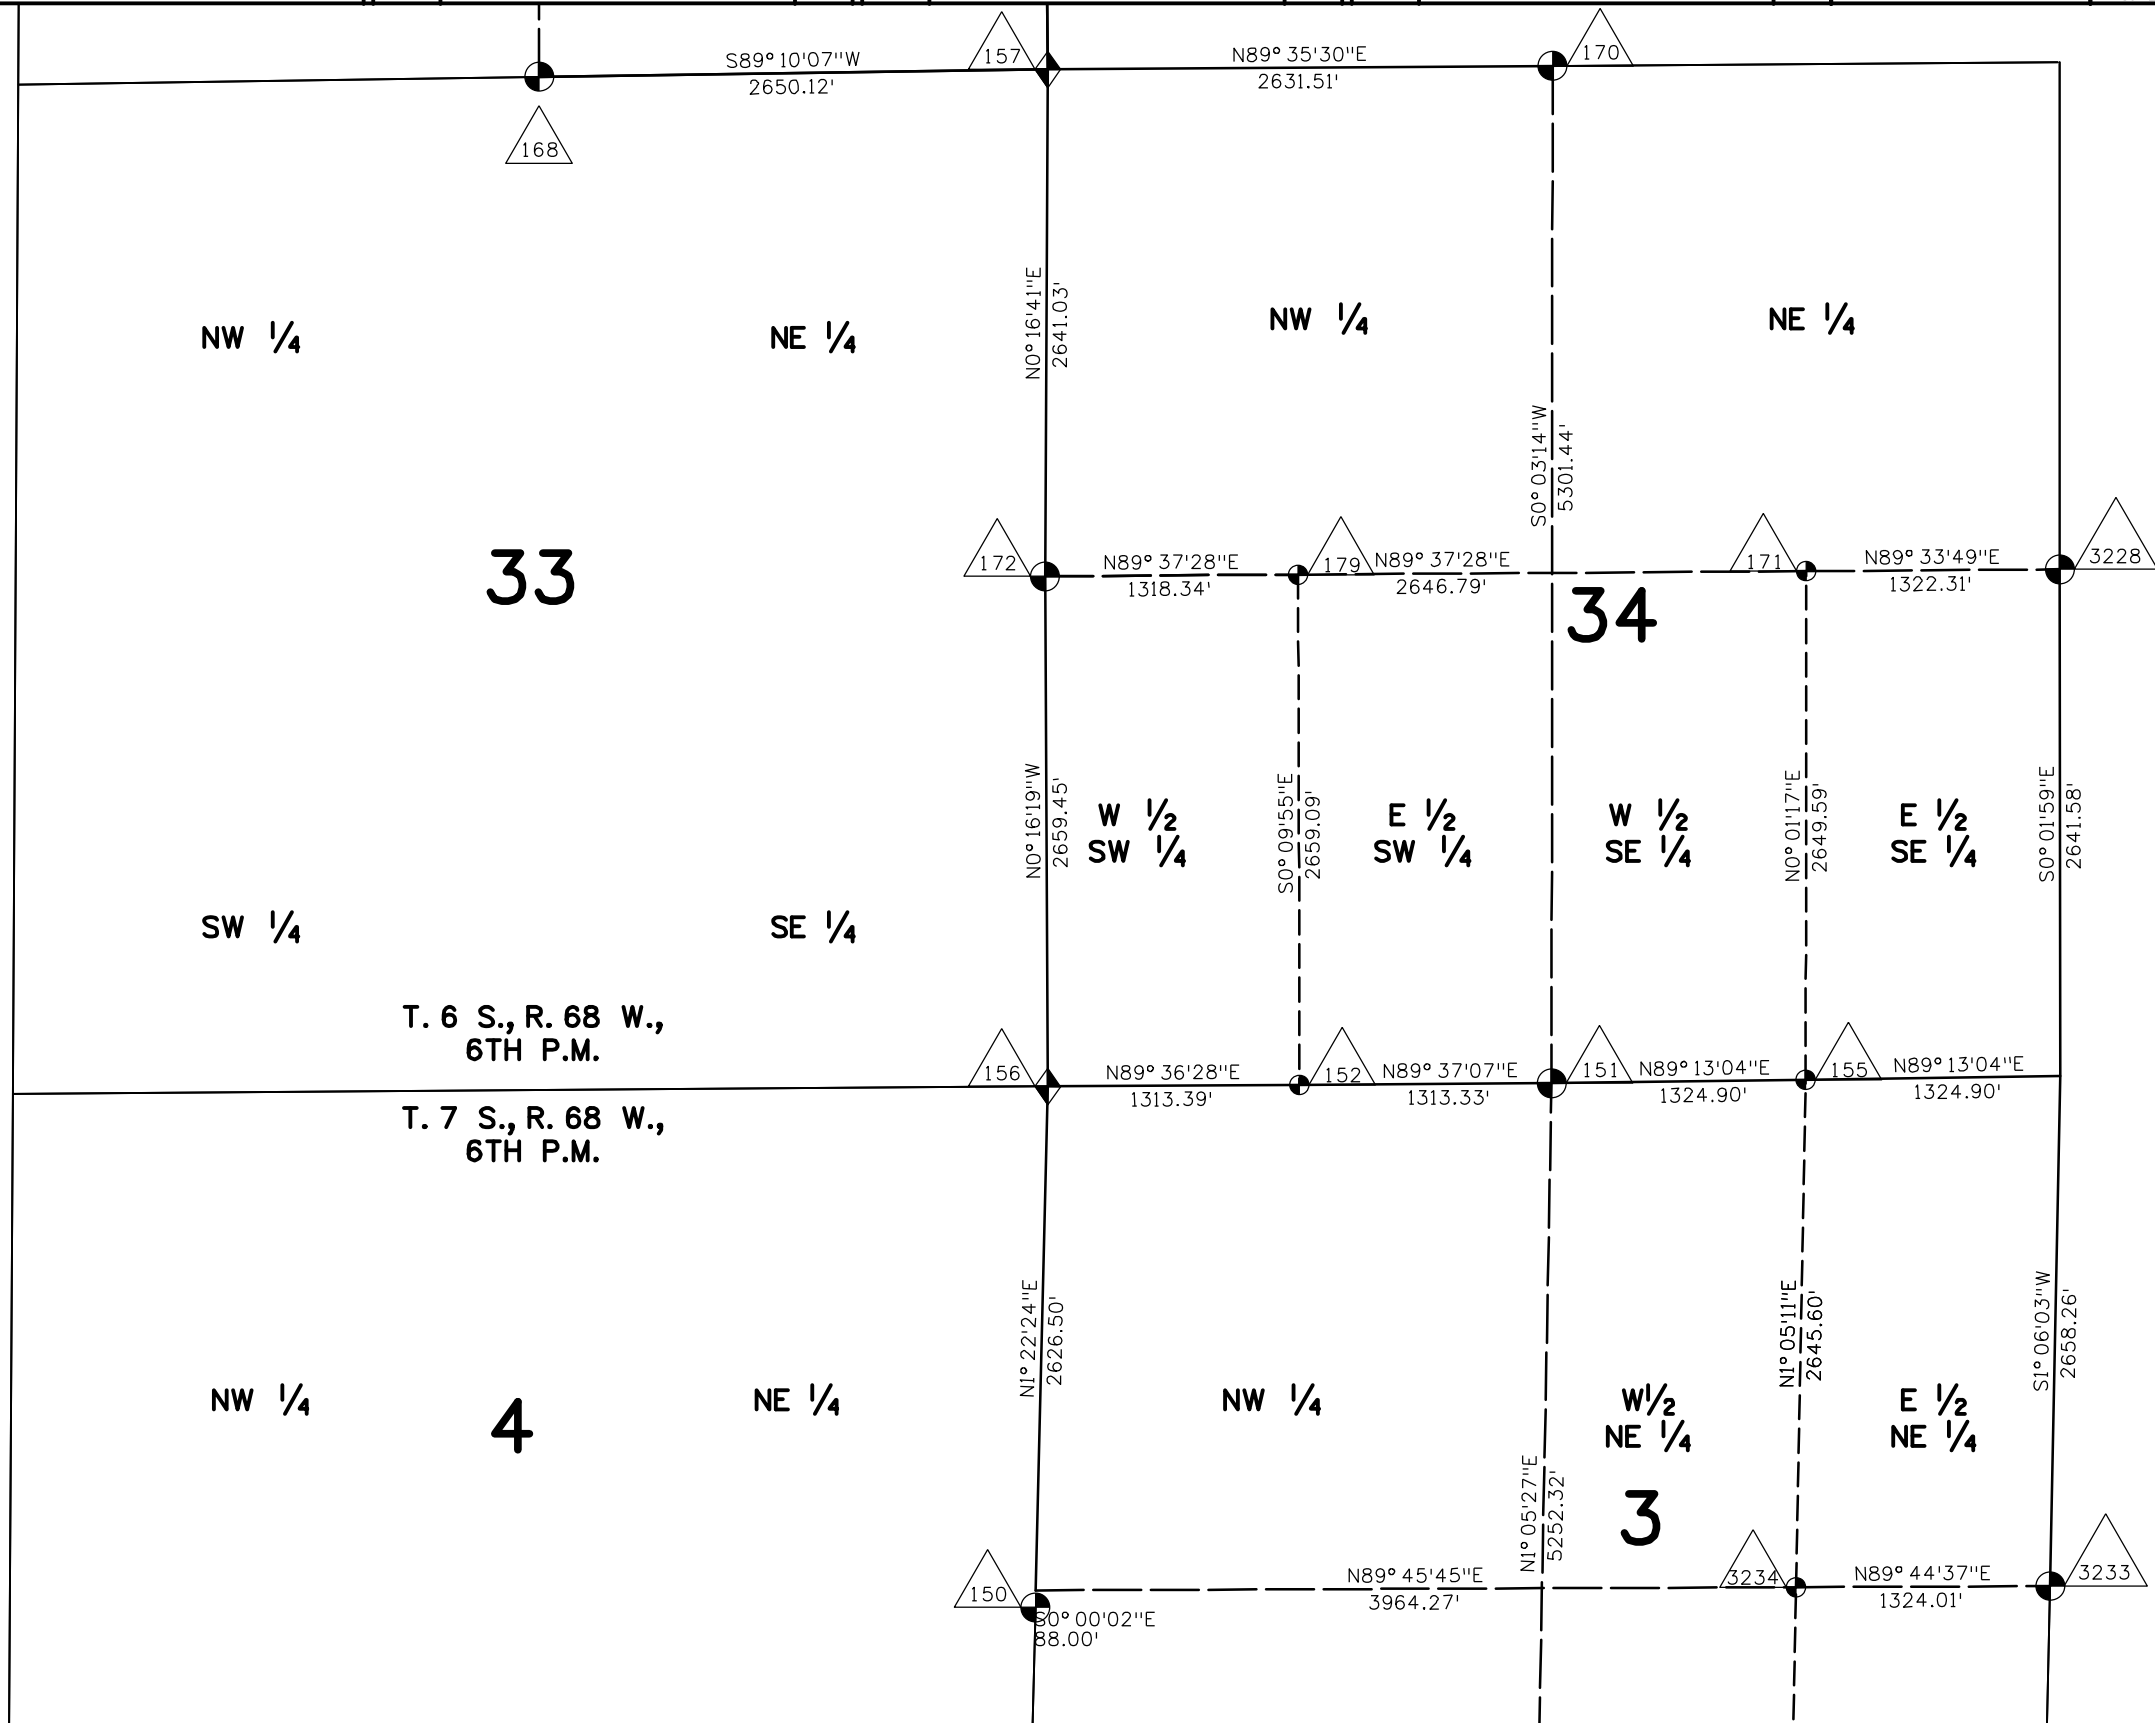 S89° 10'07"W
2650.12'
157
N89° 35'30"E
2631.51'
170
168
NW 1/4
NE 1/4
N0° 16'41"E
2641.03'
NW 1/4
NE 1/4
S0° 03'14"W
5301.44'
33
172
N89° 37'28"E
1318.34'
179
N89° 37'28"E
2646.79'
171
N89° 33'49"E
1322.31'
3228
34
N0° 16'19"W
2659.45'
W 1/2
SW 1/4
S0° 09'55"E
2659.09'
E 1/2
SW 1/4
W 1/2
SE 1/4
N0° 01'17"E
2649.59'
E 1/2
SE 1/4
S0° 01'59"E
2641.58'
SW 1/4
SE 1/4
T. 6 S., R. 68 W.,
6TH P.M.
156
N89° 36'28"E
1313.39'
152
N89° 37'07"E
1313.33'
151
N89° 13'04"E
1324.90'
155
N89° 13'04"E
1324.90'
T. 7 S., R. 68 W.,
6TH P.M.
N1° 22'24"E
2626.50'
N1° 05'11"E
2645.60'
S1° 06'03"W
2658.26'
NW 1/4
4
NE 1/4
NW 1/4
W1/2
NE 1/4
E 1/2
NE 1/4
N1° 05'27"E
5252.32'
3
150
S0° 00'02"E
88.00'
N89° 45'45"E
3964.27'
3234
N89° 44'37"E
1324.01'
3233